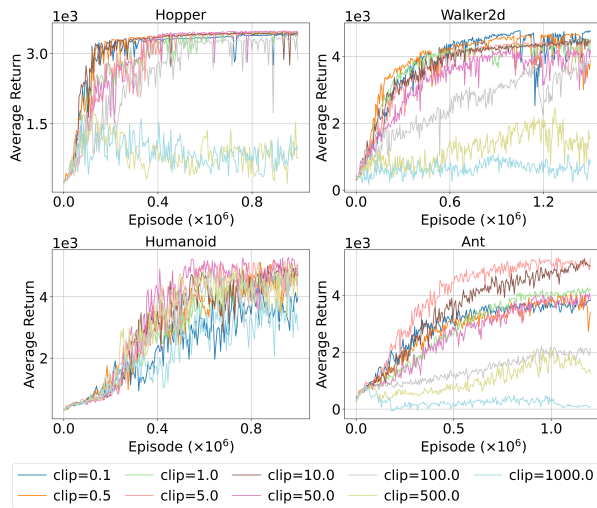 Hopper
1e3
3.0
1.5
Average Return
0.0
0.4
0.8
Episode (×10⁶)
Walker2d
1e3
4
2
0
Average Return
0.0
0.6
1.2
Episode (×10⁶)
Humanoid
1e3
4
2
Average Return
0.0
0.4
0.8
Episode (×10⁶)
Ant
1e3
4
2
0
Average Return
0.0
0.5
1.0
Episode (×10⁶)
clip=0.1 clip=1.0 clip=10.0 clip=100.0 clip=1000.0
clip=0.5 clip=5.0 clip=50.0 clip=500.0